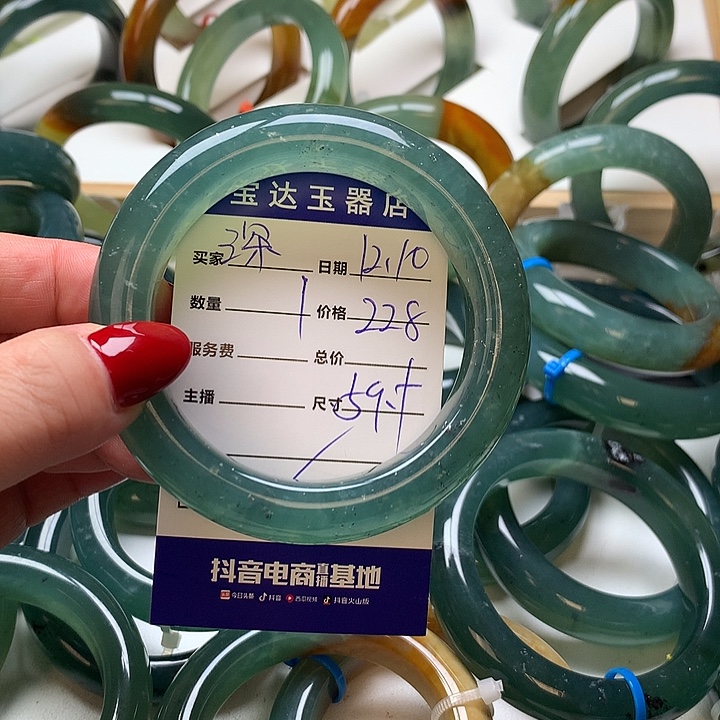 宝达玉器店
买家 日期 12.10
数量 1 价格 228
服务费 总价
主播 尺寸 59.
抖音电商直播基地
今日头条 抖音 西瓜视频 抖音火山版